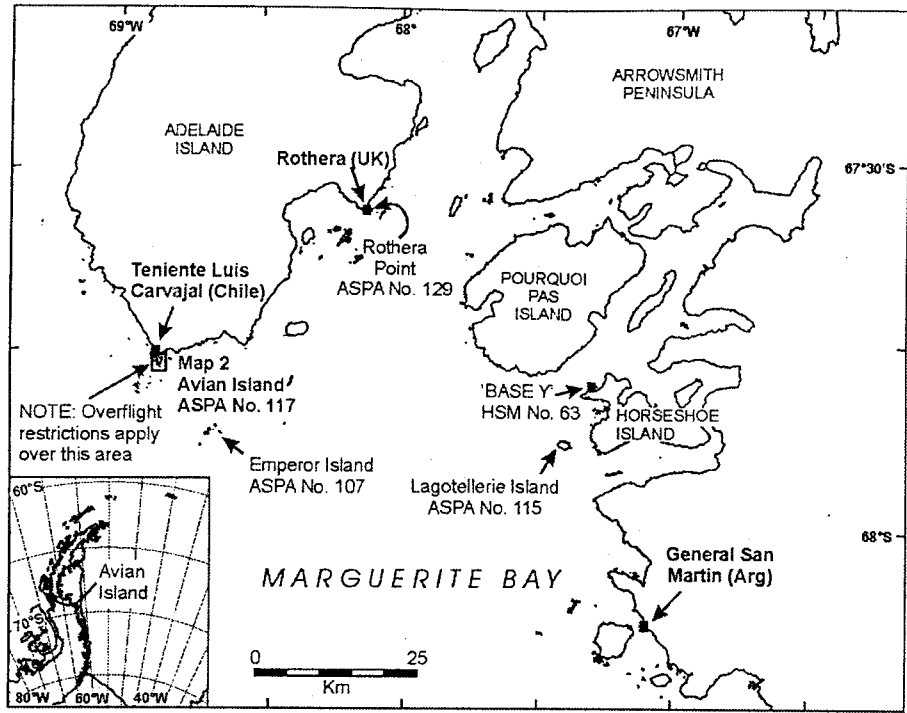 69°W
68°
67°W
ARROWSMITH
PENINSULA
ADELAIDE
ISLAND
Rothera (UK)
67°30'S
Rothera
Point
ASPA No. 129
Teniente Luis
Carvajal (Chile)
POURQUOI
PAS
ISLAND
Map 2
Avian Island
ASPA No. 117
'BASE Y'
HSM No. 63
HORSESHOE
ISLAND
NOTE: Overflight
restrictions apply
over this area
Emperor Island
ASPA No. 107
Lagotellerie Island
ASPA No. 115
60°S
68°S
General San
Martin (Arg)
MARGUERITE BAY
Avian
Island
70°S
0
25
Km
80°W
60°W
40°W